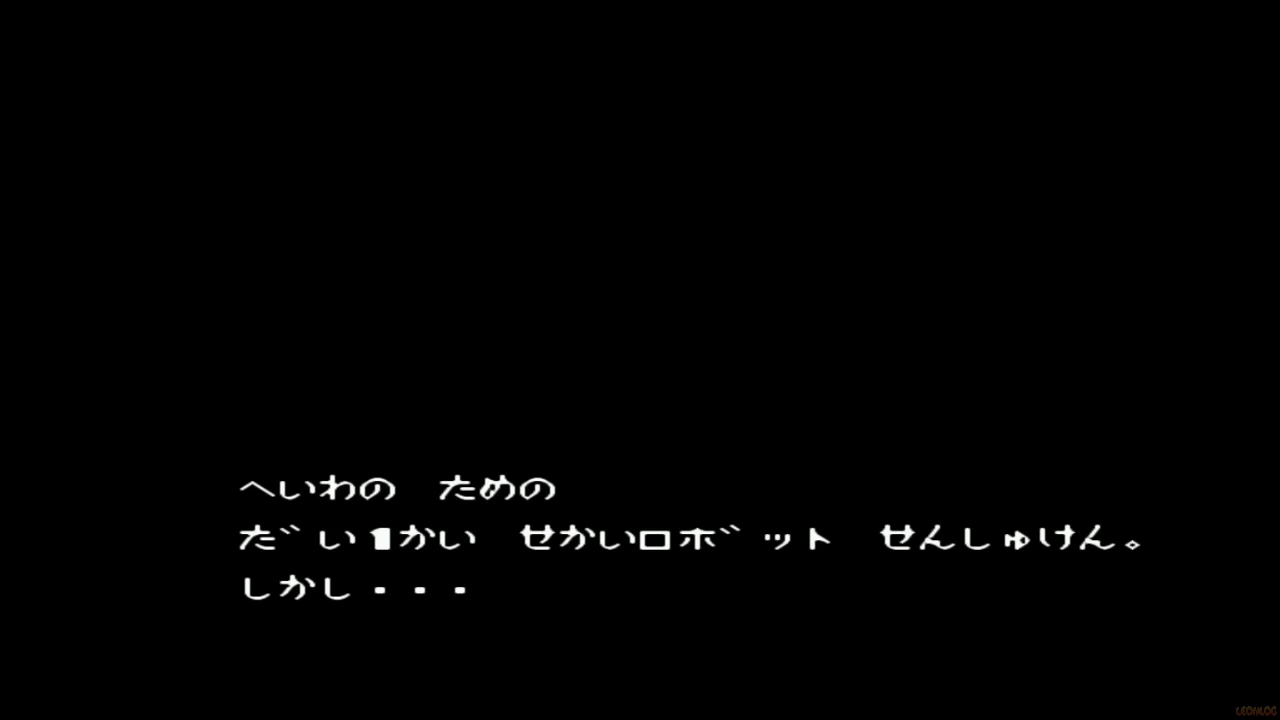 へいわの　ための
だい1かい　せかいロボット　せんしゅけん。
しかし・・・